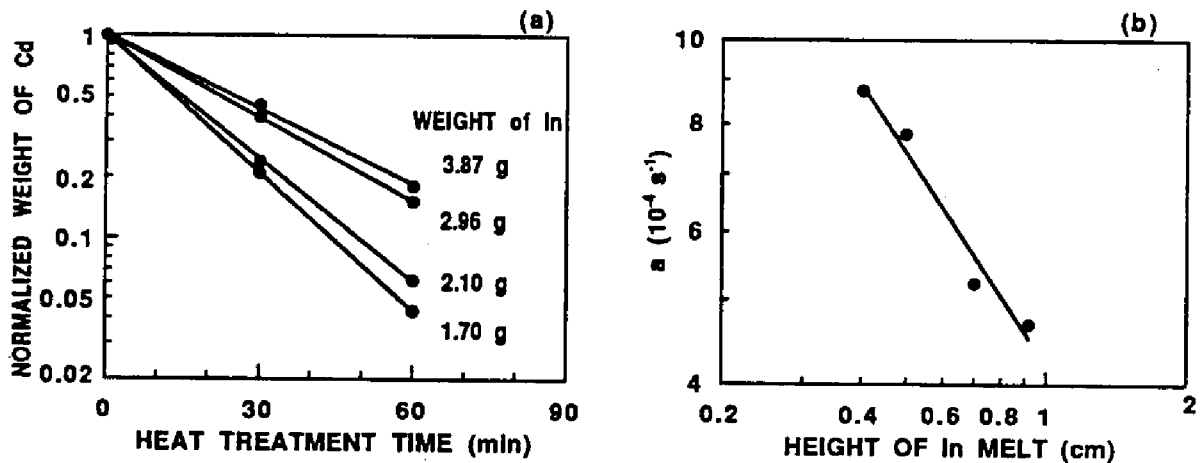 (a)
NORMALIZED WEIGHT OF Cd
1
0.5
0.2
0.1
0.05
0.02
WEIGHT of In
3.87 g
2.96 g
2.10 g
1.70 g
0 30 60 90
HEAT TREATMENT TIME (min)
(b)
a (10⁻⁴ s⁻¹)
10
8
6
4
0.2 0.4 0.6 0.8 1 2
HEIGHT OF In MELT (cm)